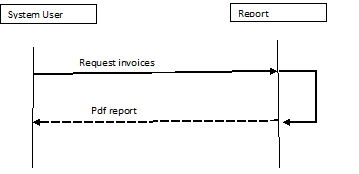 System User
Report
Request invoices
Pdf report